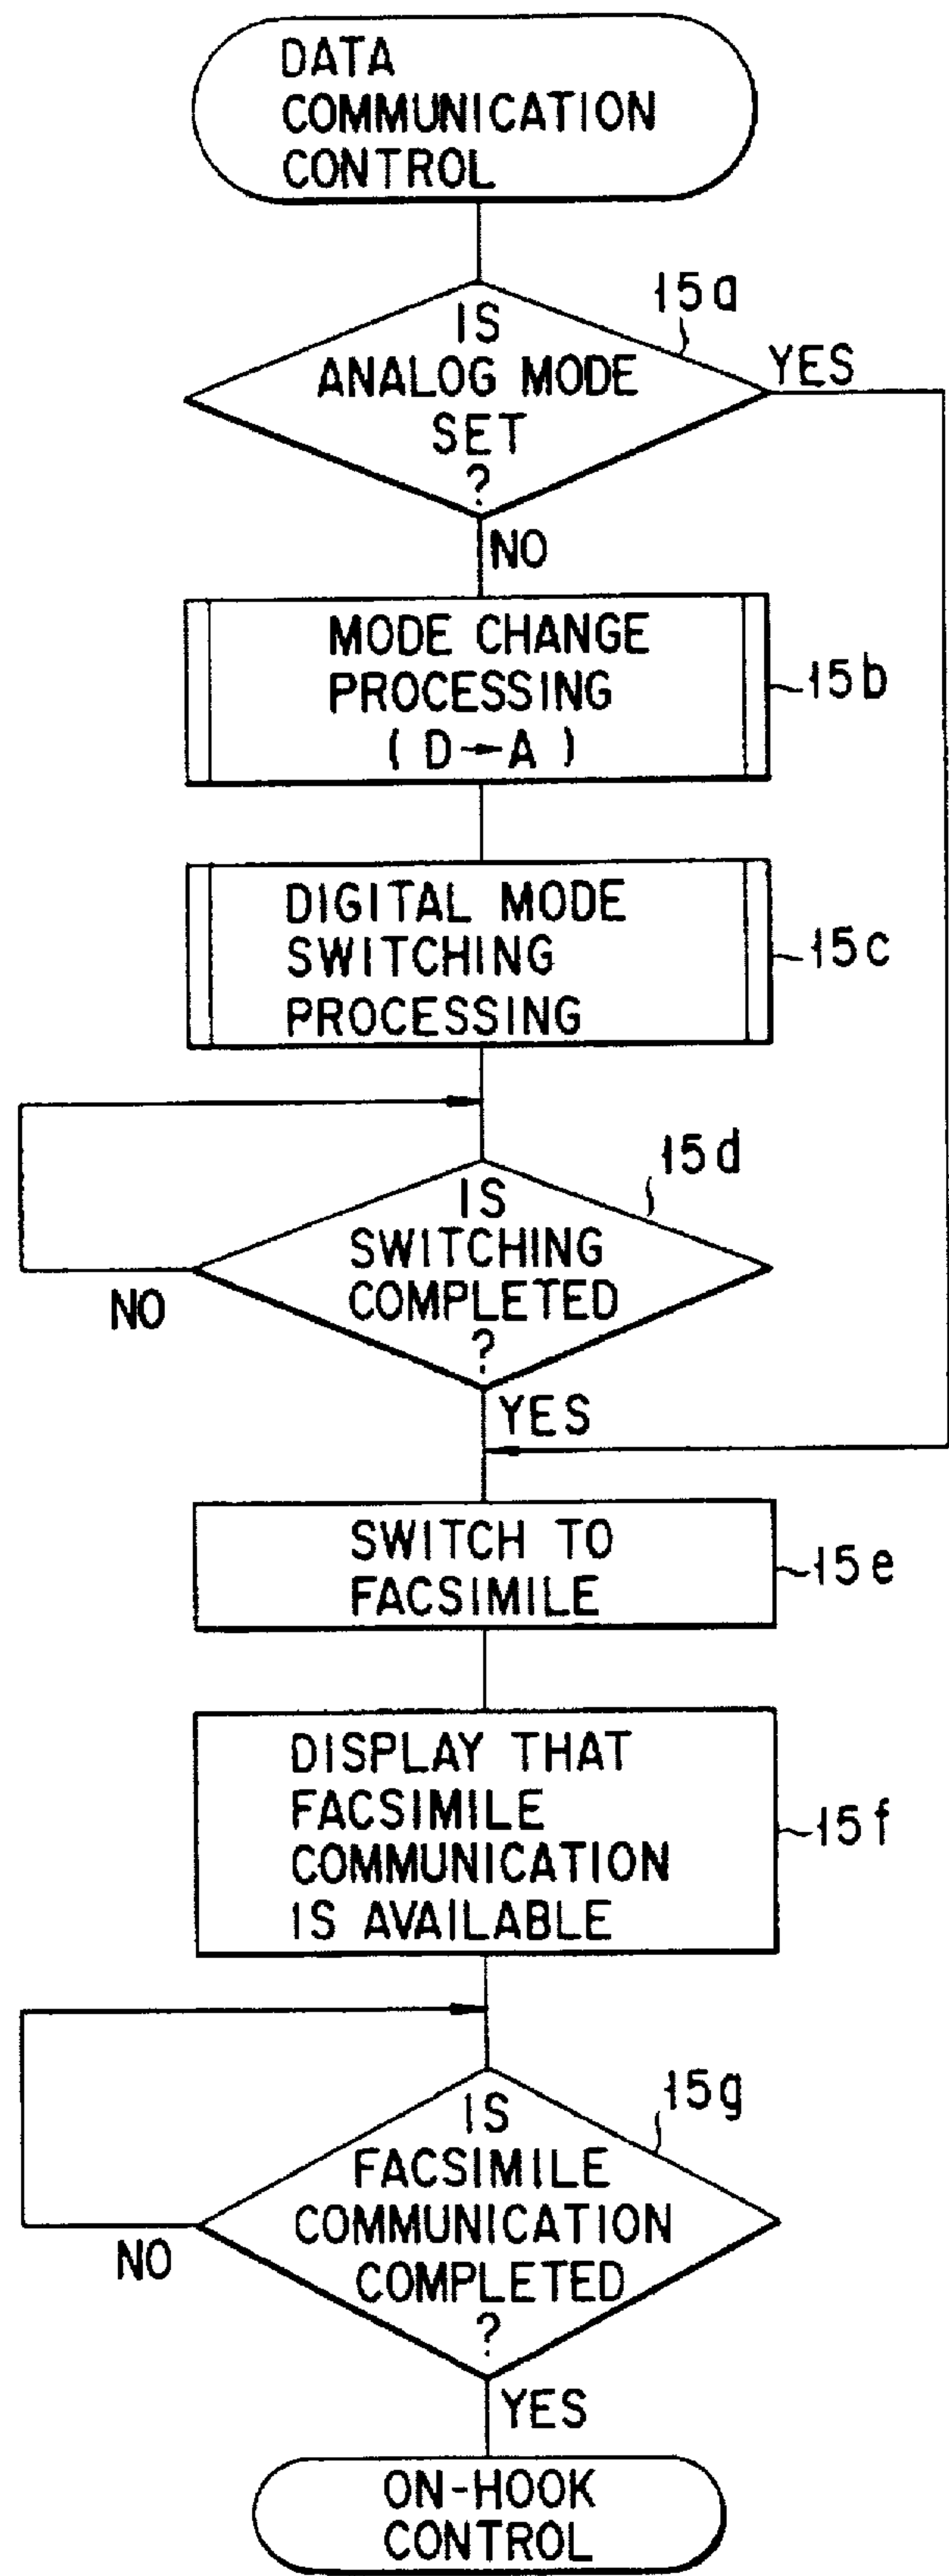 DATA
COMMUNICATION
CONTROL
15a
IS
ANALOG MODE
SET
?
YES
NO
MODE CHANGE
PROCESSING
( D→A )
15b
DIGITAL MODE
SWITCHING
PROCESSING
15c
15d
IS
SWITCHING
COMPLETED
?
NO
YES
SWITCH TO
FACSIMILE
15e
DISPLAY THAT
FACSIMILE
COMMUNICATION
IS AVAILABLE
15f
15g
IS
FACSIMILE
COMMUNICATION
COMPLETED
?
NO
YES
ON-HOOK
CONTROL